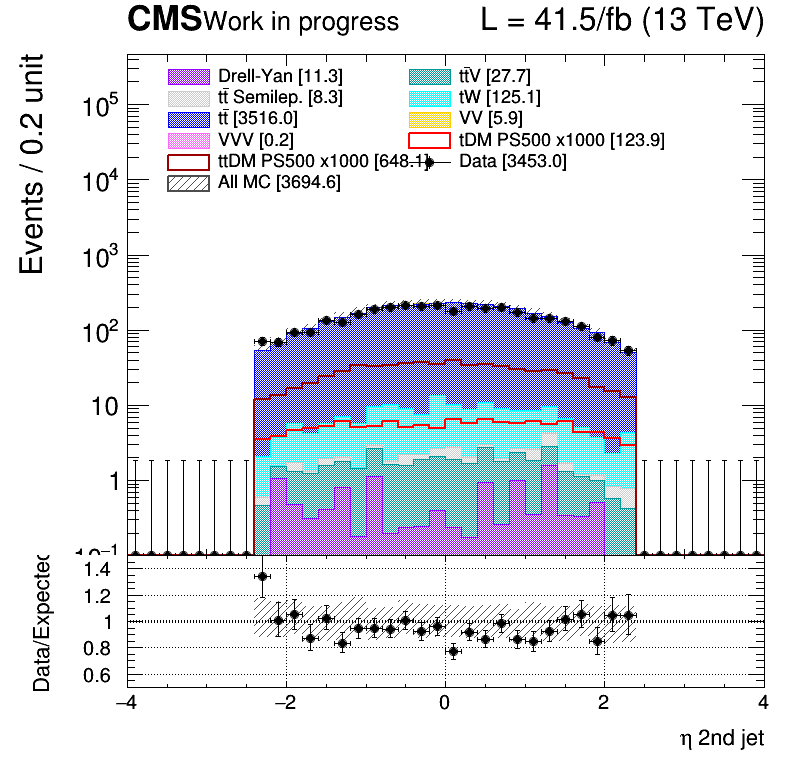 CMS Work in progress L = 41.5/fb (13 TeV)
Drell-Yan [11.3] tt̄V [27.7]
tt̄ Semilep. [8.3] tW [125.1]
tt̄ [3516.0] VV [5.9]
VVV [0.2] tDM PS500 x1000 [123.9]
ttDM PS500 x1000 [648.1] Data [3453.0]
All MC [3694.6]
Events / 0.2 unit
10⁵
10⁴
10³
10²
10
1
10⁻¹
Data/Expected
1.4
1.2
1
0.8
0.6
−4 −2 0 2 4
η 2nd jet